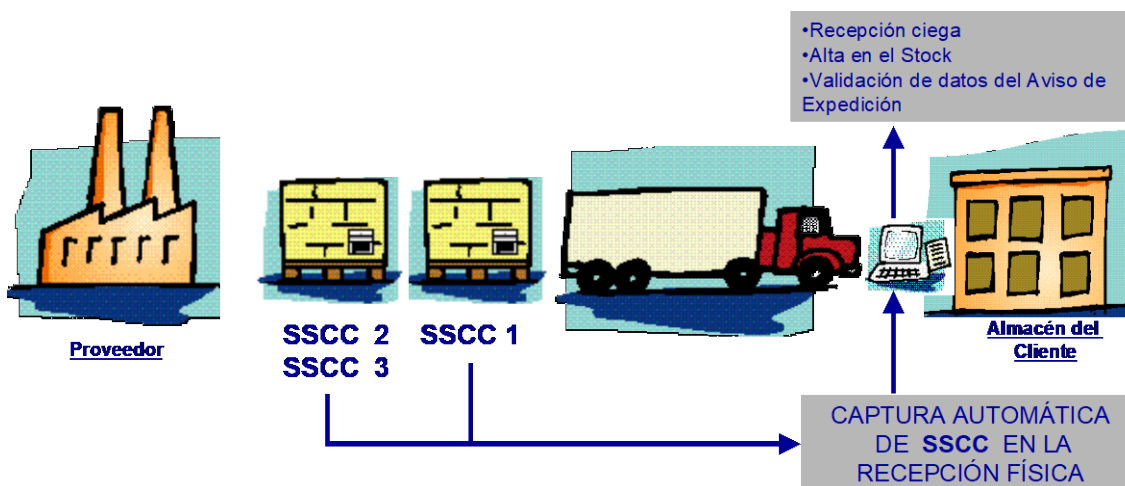 •Recepción ciega
•Alta en el Stock
•Validación de datos del Aviso de
Expedición
Proveedor
SSCC 2
SSCC 3
SSCC 1
Almacén del
Cliente
CAPTURA AUTOMÁTICA
DE SSCC EN LA
RECEPCIÓN FÍSICA